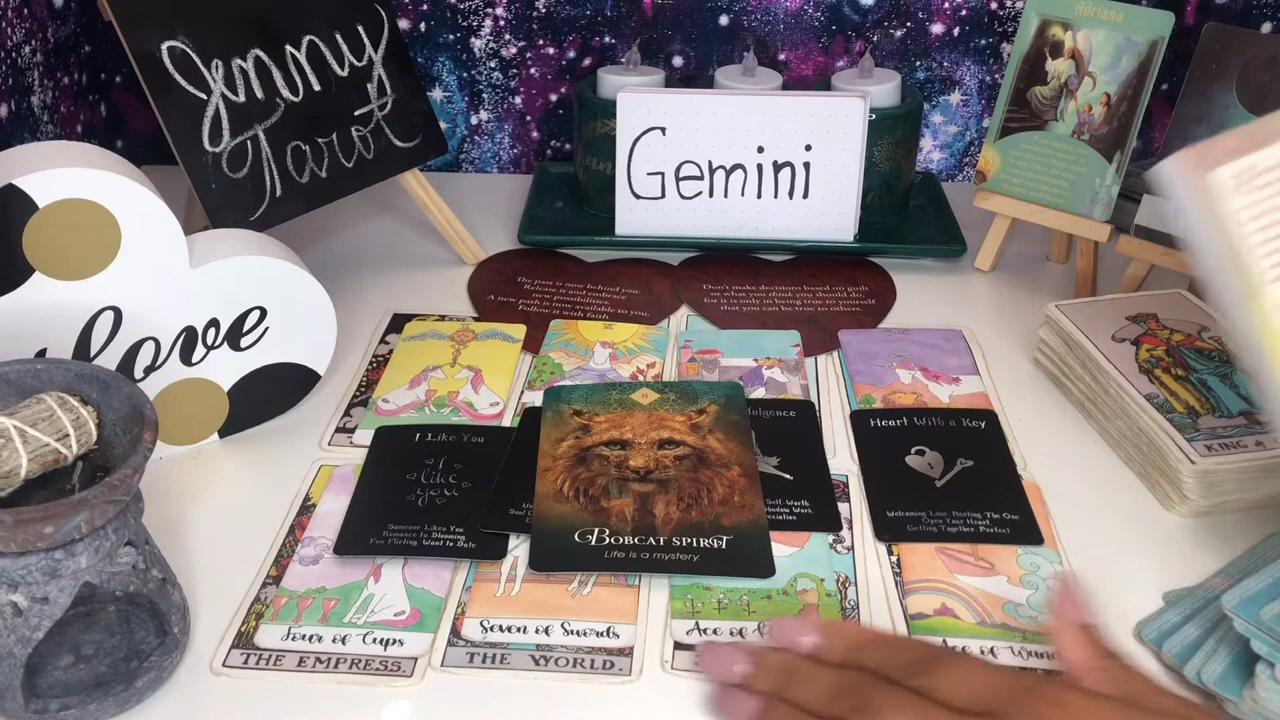 Jenny
Tarot
Gemini
Adriana
love
The past is now behind you.
Release it and embrace
new possibilities.
A new path is now available to you.
Follow it with faith.
Don't make decisions based on guilt
or what you think you should do,
for it is only in being true to yourself
that you can be true to others.
VI
KING
I Like You
I
like
you
Someone Likes You.
Romance Is Blooming
Fun Flirting. Want to Date
8
BOBCAT SPIRIT
Life is a mystery.
Self-Worth
Heart With a Key
Welcoming Love. Meeting The One
Open Your Heart.
Getting Together. Perfect
Four of Cups
THE EMPRESS.
Seven of Swords
THE WORLD.
Ace of
Ace of